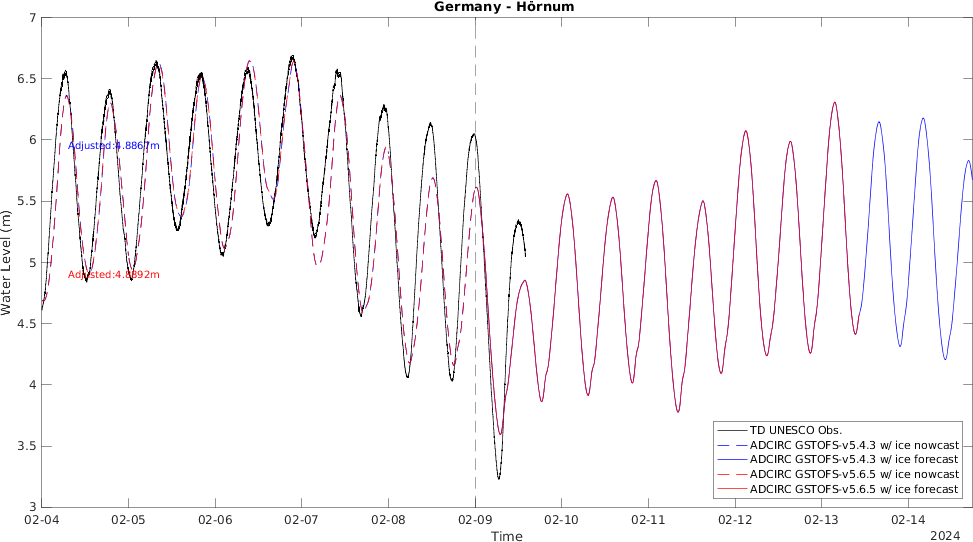 Germany - Hörnum
7
6.5
6
5.5
5
4.5
4
3.5
3
Water Level (m)
Adjusted:4.8867m
Adjusted:4.8892m
TD UNESCO Obs.
ADCIRC GSTOFS-v5.4.3 w/ ice nowcast
ADCIRC GSTOFS-v5.4.3 w/ ice forecast
ADCIRC GSTOFS-v5.6.5 w/ ice nowcast
ADCIRC GSTOFS-v5.6.5 w/ ice forecast
02-04 02-05 02-06 02-07 02-08 02-09 02-10 02-11 02-12 02-13 02-14
Time
2024